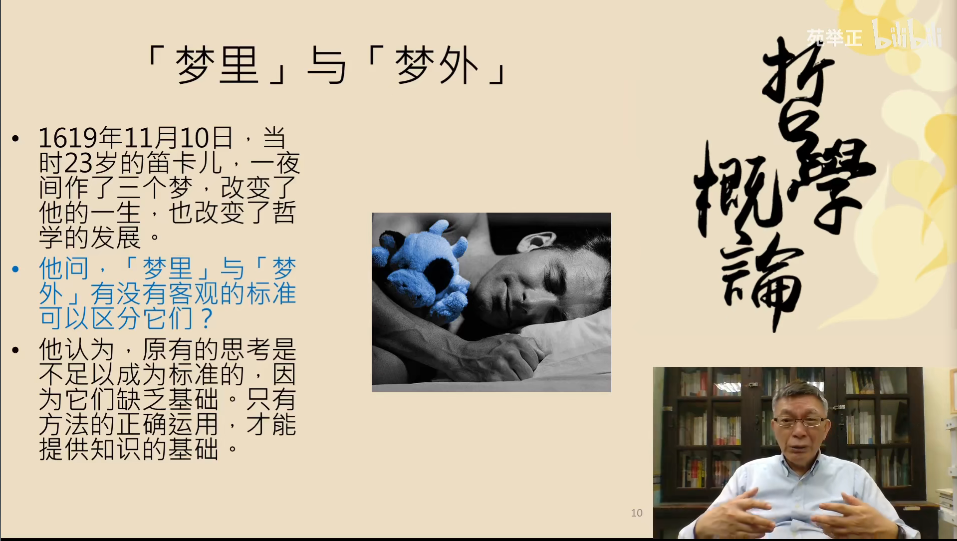 苑举正 bilibili
「梦里」与「梦外」
• 1619年11月10日，当
时23岁的笛卡儿，一夜
间作了三个梦，改变了
他的一生，也改变了哲
学的发展。
• 他问，「梦里」与「梦
外」有没有客观的标准
可以区分它们？
• 他认为，原有的思考是
不足以成为标准的，因
为它们缺乏基础。只有
方法的正确运用，才能
提供知识的基础。
哲
學
概
論
10